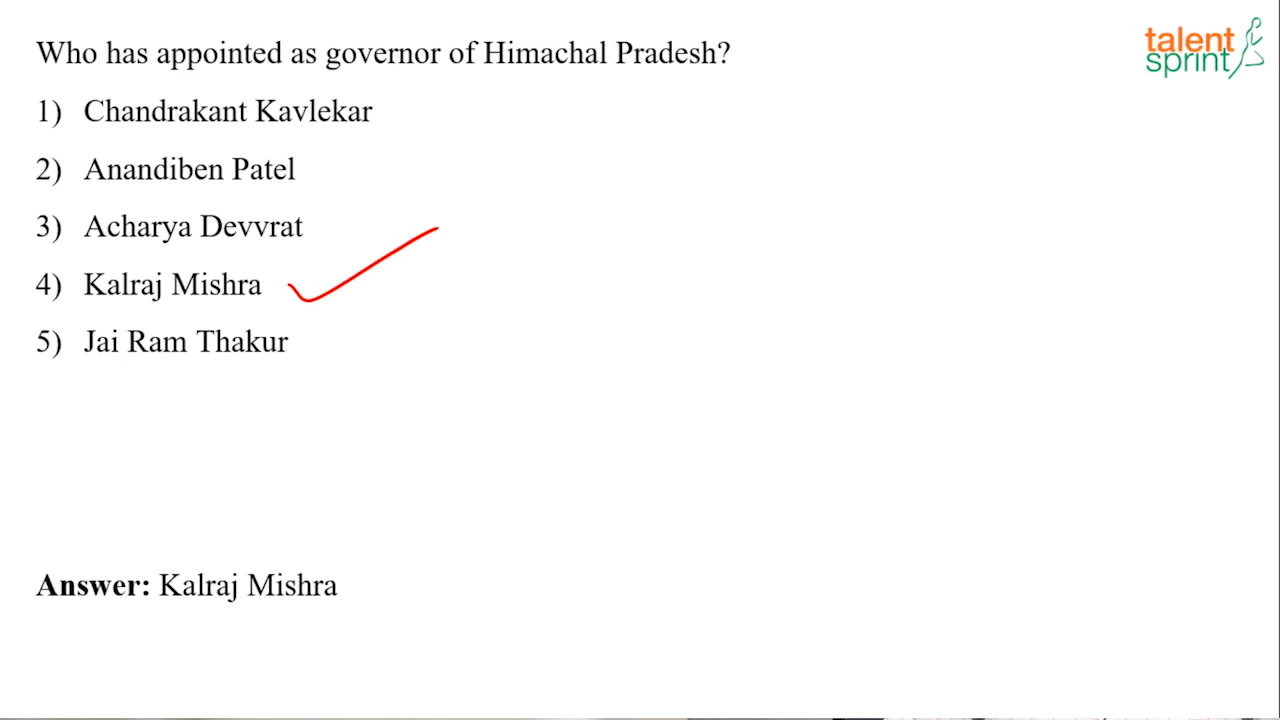 Who has appointed as governor of Himachal Pradesh?
talent
sprint
1) Chandrakant Kavlekar
2) Anandiben Patel
3) Acharya Devvrat
4) Kalraj Mishra
5) Jai Ram Thakur
Answer: Kalraj Mishra